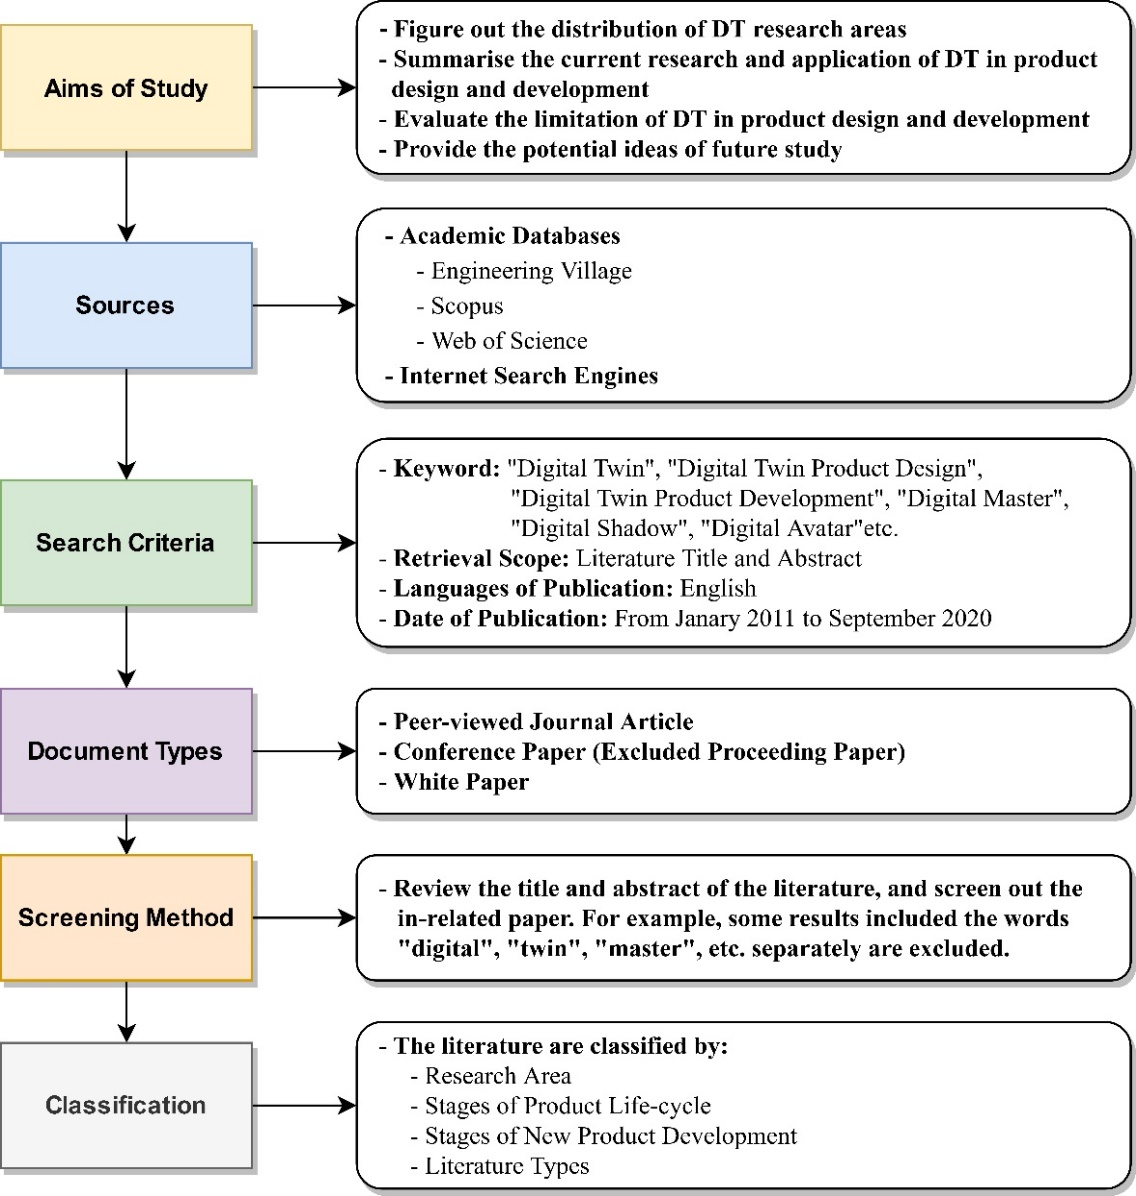 Aims of Study
- Figure out the distribution of DT research areas
- Summarise the current research and application of DT in product
design and development
- Evaluate the limitation of DT in product design and development
- Provide the potential ideas of future study
Sources
- Academic Databases
- Engineering Village
- Scopus
- Web of Science
- Internet Search Engines
Search Criteria
- Keyword: "Digital Twin", "Digital Twin Product Design",
"Digital Twin Product Development", "Digital Master",
"Digital Shadow", "Digital Avatar"etc.
- Retrieval Scope: Literature Title and Abstract
- Languages of Publication: English
- Date of Publication: From Janary 2011 to September 2020
Document Types
- Peer-viewed Journal Article
- Conference Paper (Excluded Proceeding Paper)
- White Paper
Screening Method
- Review the title and abstract of the literature, and screen out the
in-related paper. For example, some results included the words
"digital", "twin", "master", etc. separately are excluded.
Classification
- The literature are classified by:
- Research Area
- Stages of Product Life-cycle
- Stages of New Product Development
- Literature Types